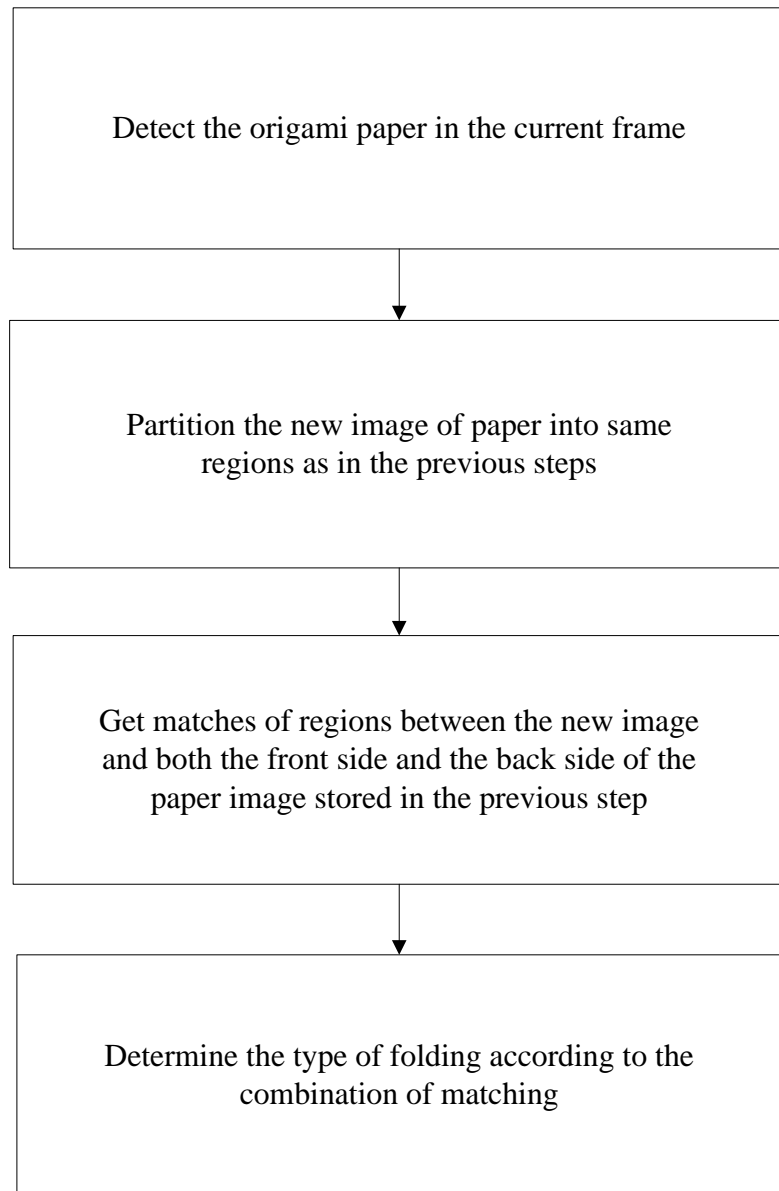 Detect the origami paper in the current frame
Partition the new image of paper into same
regions as in the previous steps
Get matches of regions between the new image
and both the front side and the back side of the
paper image stored in the previous step
Determine the type of folding according to the
combination of matching